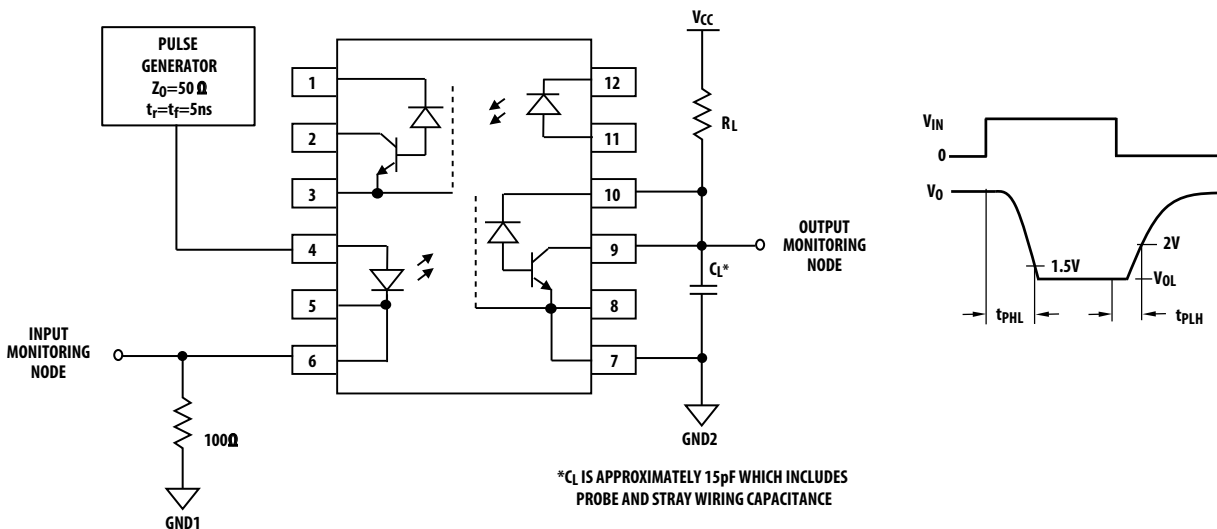 PULSE
GENERATOR
Z0=50 Ω
tr=tf=5ns
1
2
3
4
5
6
12
11
10
9
8
7
VCC
RL
CL*
GND2
OUTPUT
MONITORING
NODE
INPUT
MONITORING
NODE
100Ω
GND1
*CL IS APPROXIMATELY 15pF WHICH INCLUDES
PROBE AND STRAY WIRING CAPACITANCE
VIN
0
VO
1.5V
2V
VOL
tPHL
tPLH